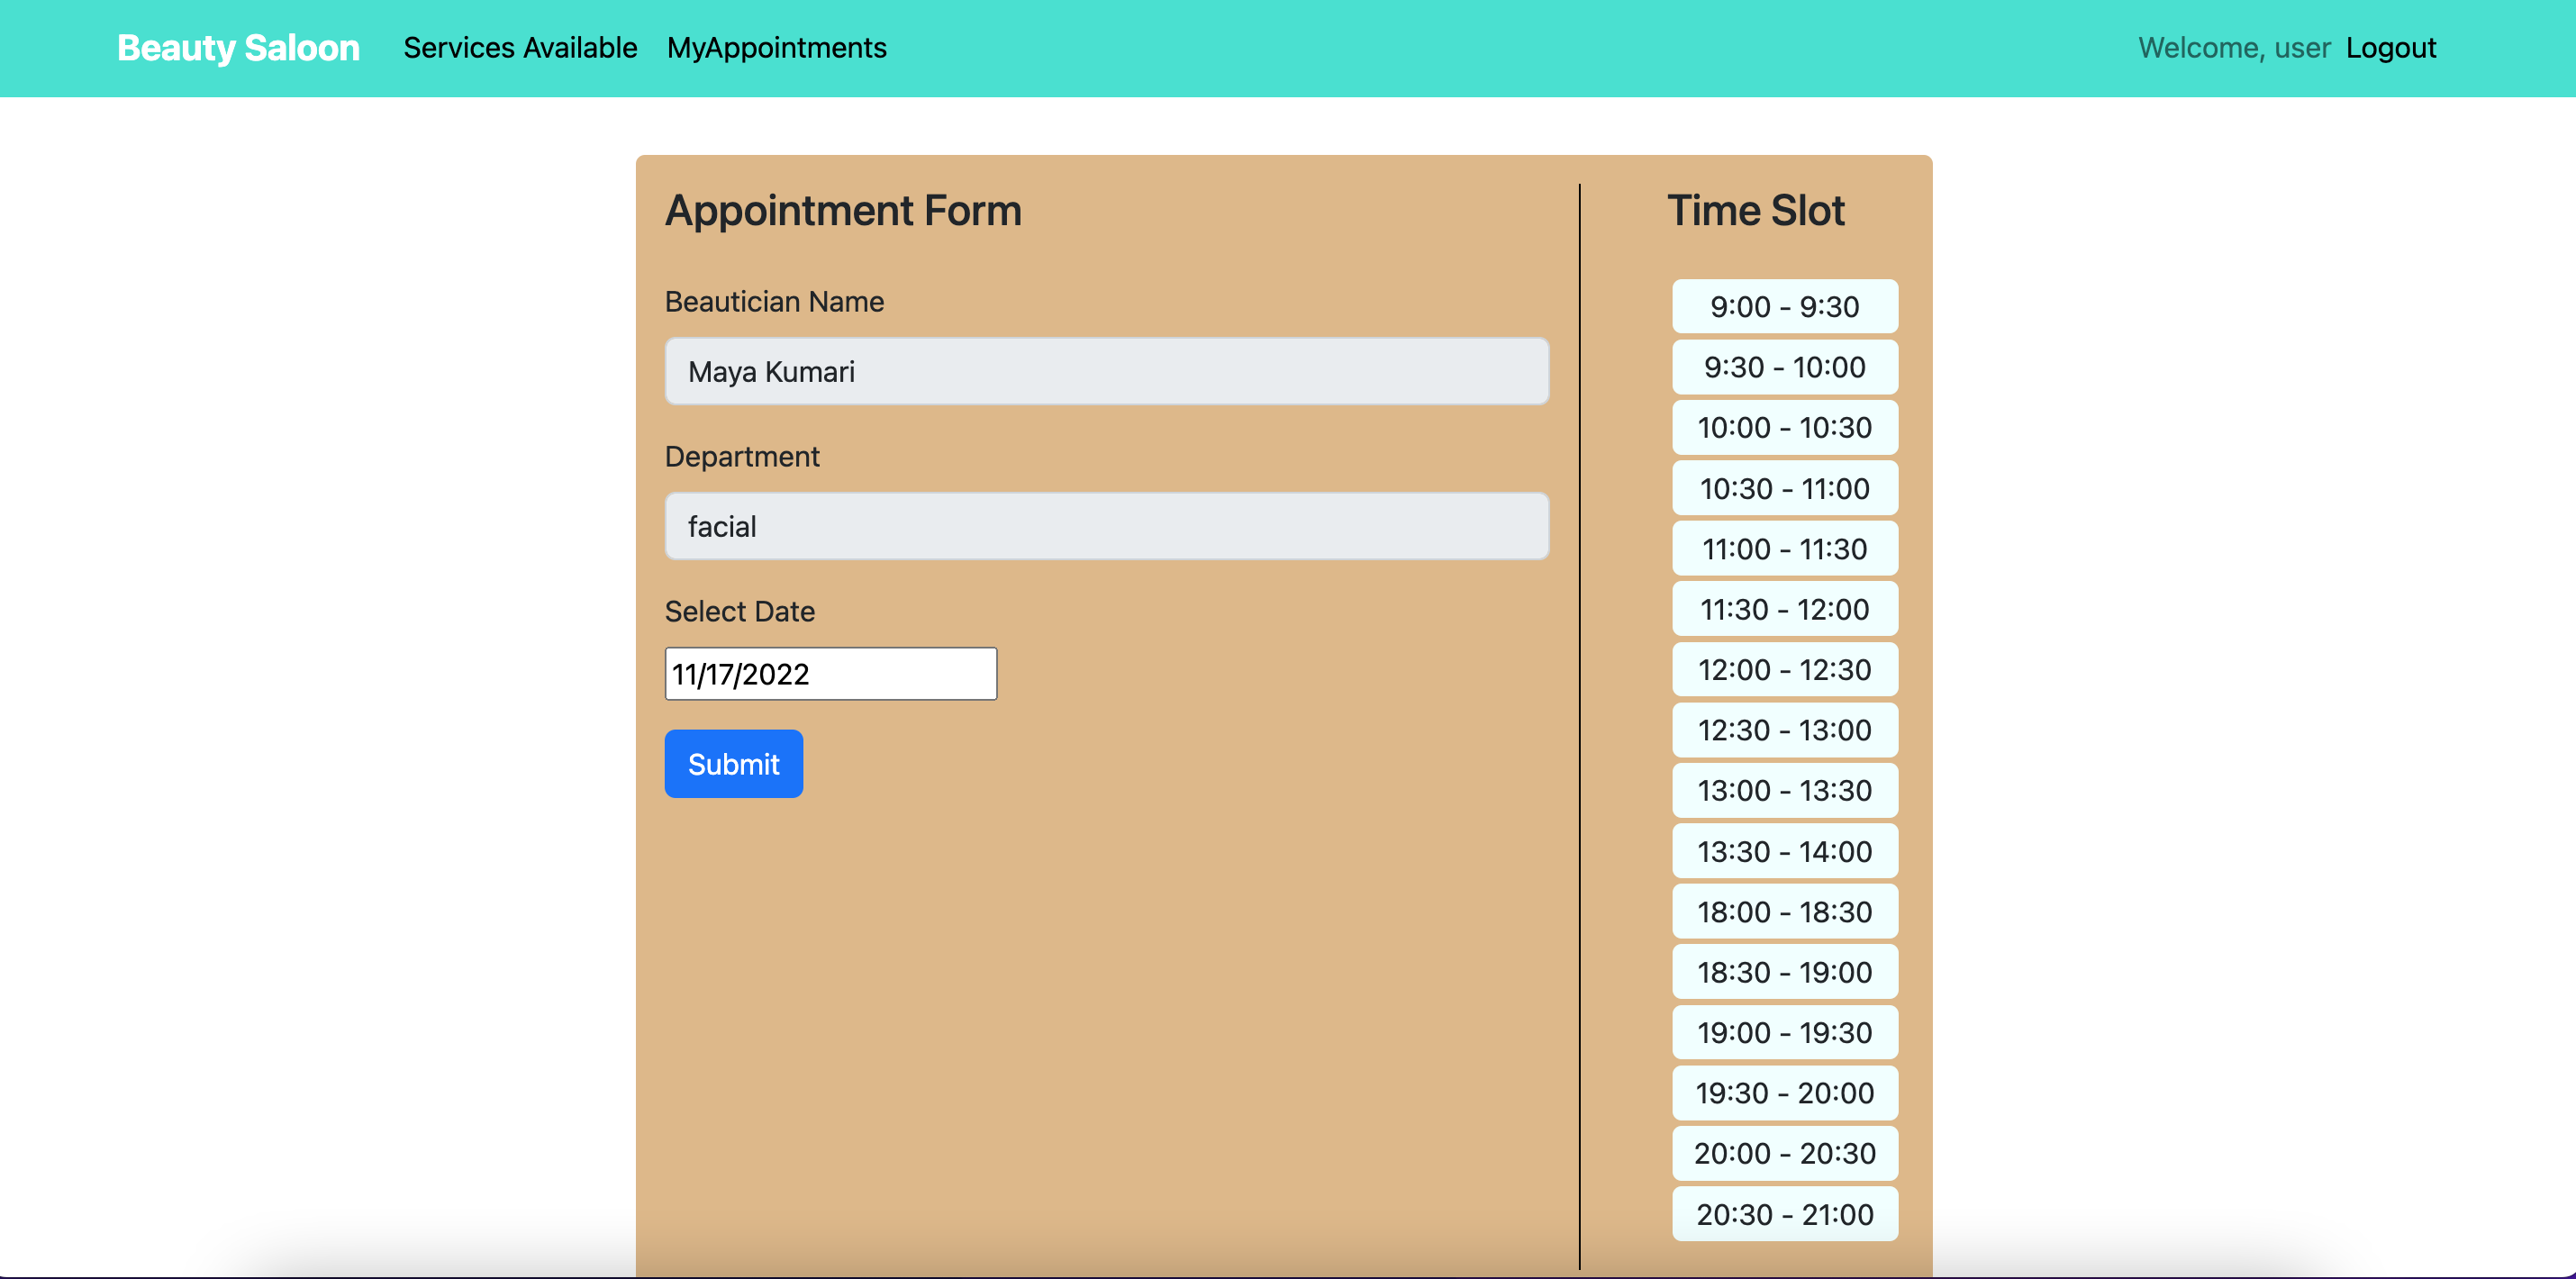 Beauty Saloon Services Available MyAppointments Welcome, user Logout
Appointment Form
Beautician Name
Maya Kumari
Department
facial
Select Date
11/17/2022
Submit
Time Slot
9:00 - 9:30
9:30 - 10:00
10:00 - 10:30
10:30 - 11:00
11:00 - 11:30
11:30 - 12:00
12:00 - 12:30
12:30 - 13:00
13:00 - 13:30
13:30 - 14:00
18:00 - 18:30
18:30 - 19:00
19:00 - 19:30
19:30 - 20:00
20:00 - 20:30
20:30 - 21:00